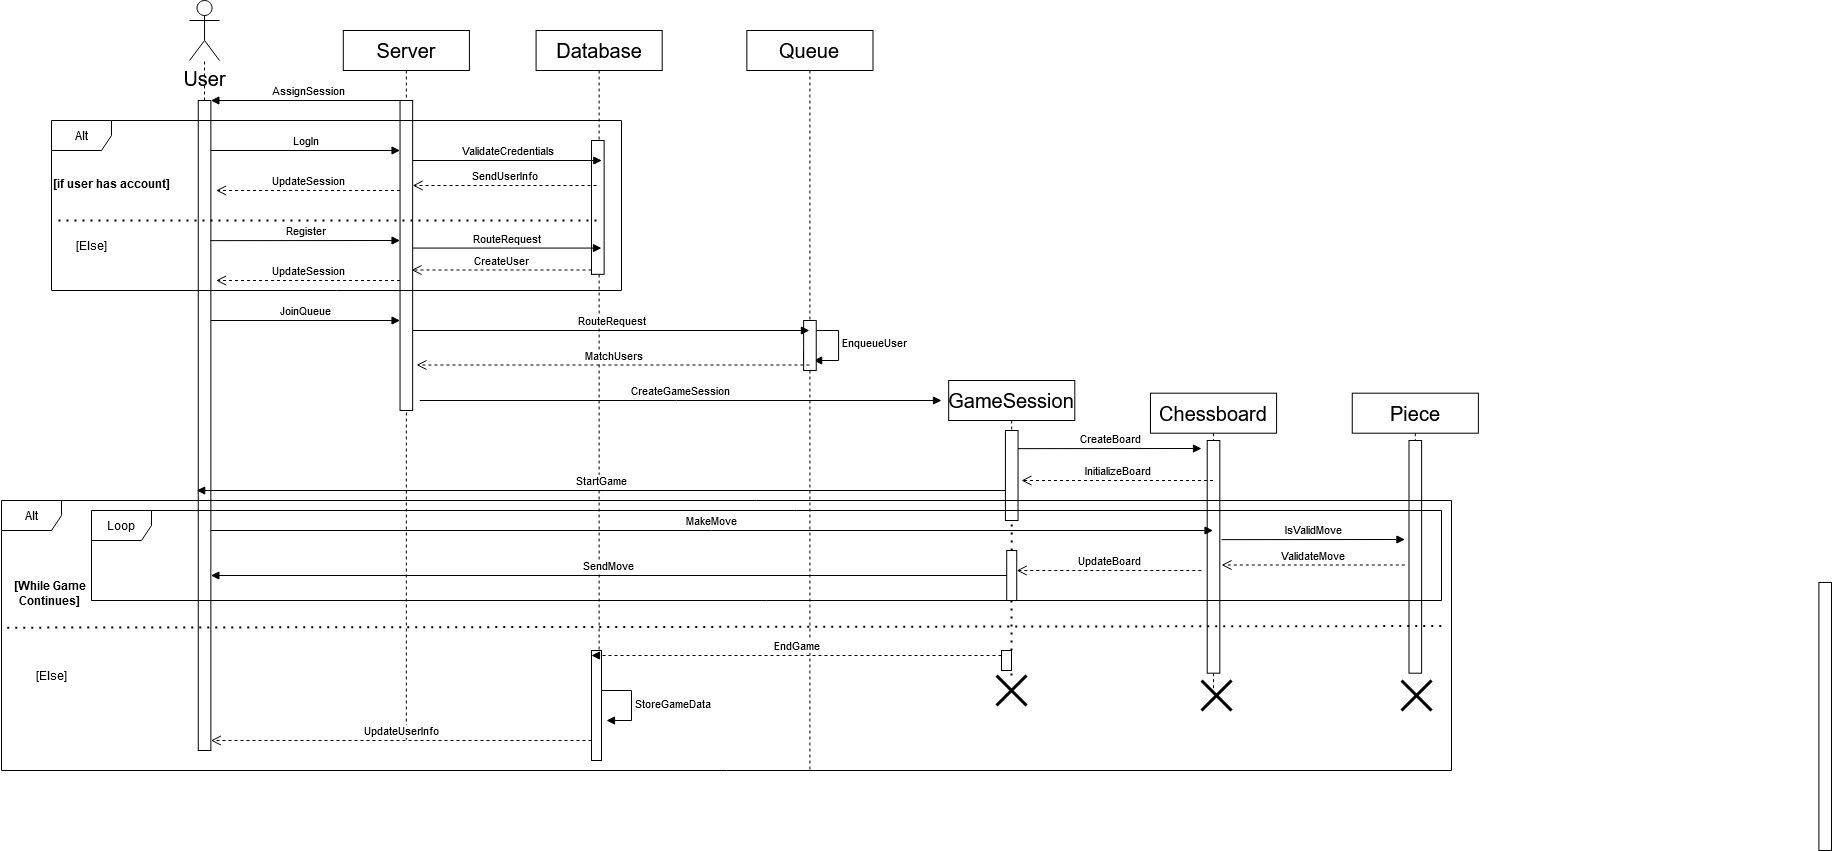 User
Server
Database
Queue
AssignSession
Alt
LogIn
ValidateCredentials
SendUserInfo
[if user has account]
UpdateSession
Register
RouteRequest
[Else]
CreateUser
UpdateSession
JoinQueue
RouteRequest
EnqueueUser
MatchUsers
CreateGameSession
GameSession
Chessboard
Piece
CreateBoard
InitializeBoard
StartGame
Alt
Loop
MakeMove
IsValidMove
ValidateMove
UpdateBoard
SendMove
[While Game
Continues]
EndGame
[Else]
StoreGameData
UpdateUserInfo